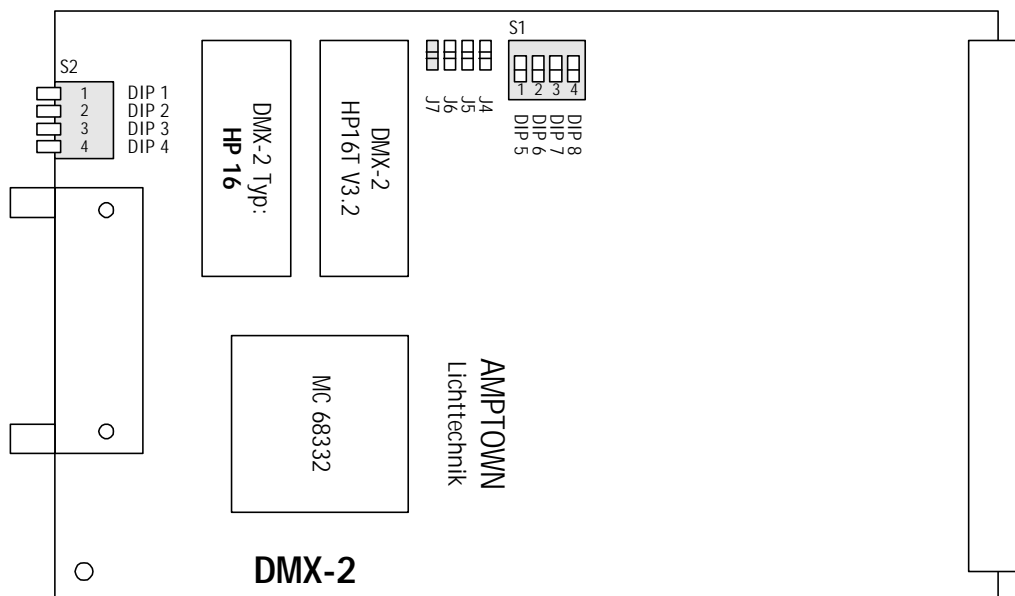 S1
S2
1 DIP 1
2 DIP 2
3 DIP 3
4 DIP 4
DMX-2 Typ:
HP 16
DMX-2
HP16T V3.2
J7
J6
J5
J4
1 2 3 4
DIP 5
DIP 6
DIP 7
DIP 8
MC 68332
AMPTOWN
Lichttechnik
DMX-2